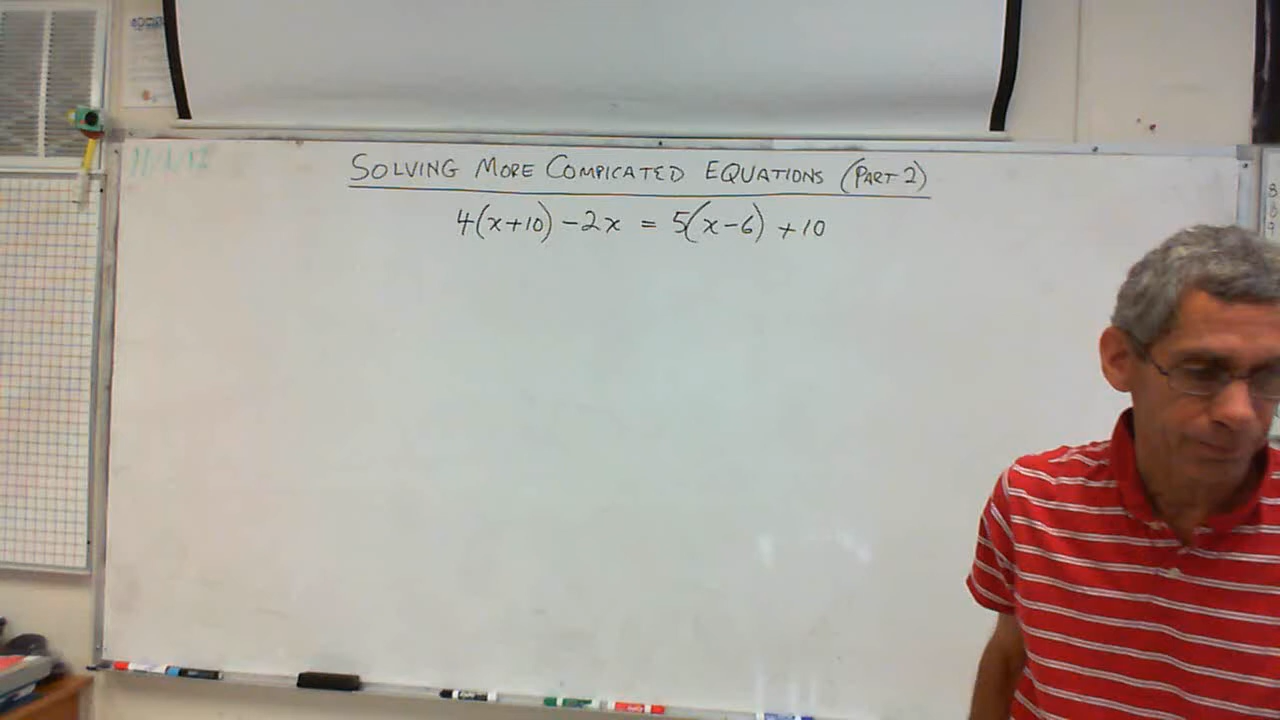 SOLVING MORE COMPICATED EQUATIONS (PART 2)
4(x+10) -2x = 5(x-6) +10